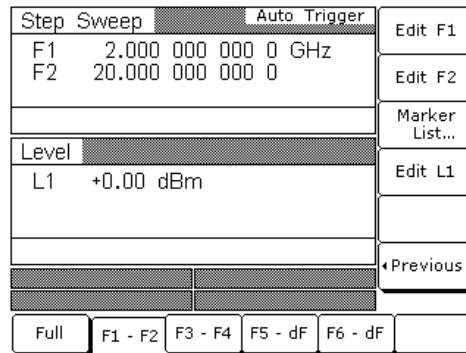 Step Sweep Auto Trigger
F1 2.000 000 000 0 GHz
F2 20.000 000 000 0
Level
L1 +0.00 dBm
Edit F1
Edit F2
Marker
List...
Edit L1
Previous
Full F1 - F2 F3 - F4 F5 - dF F6 - dF